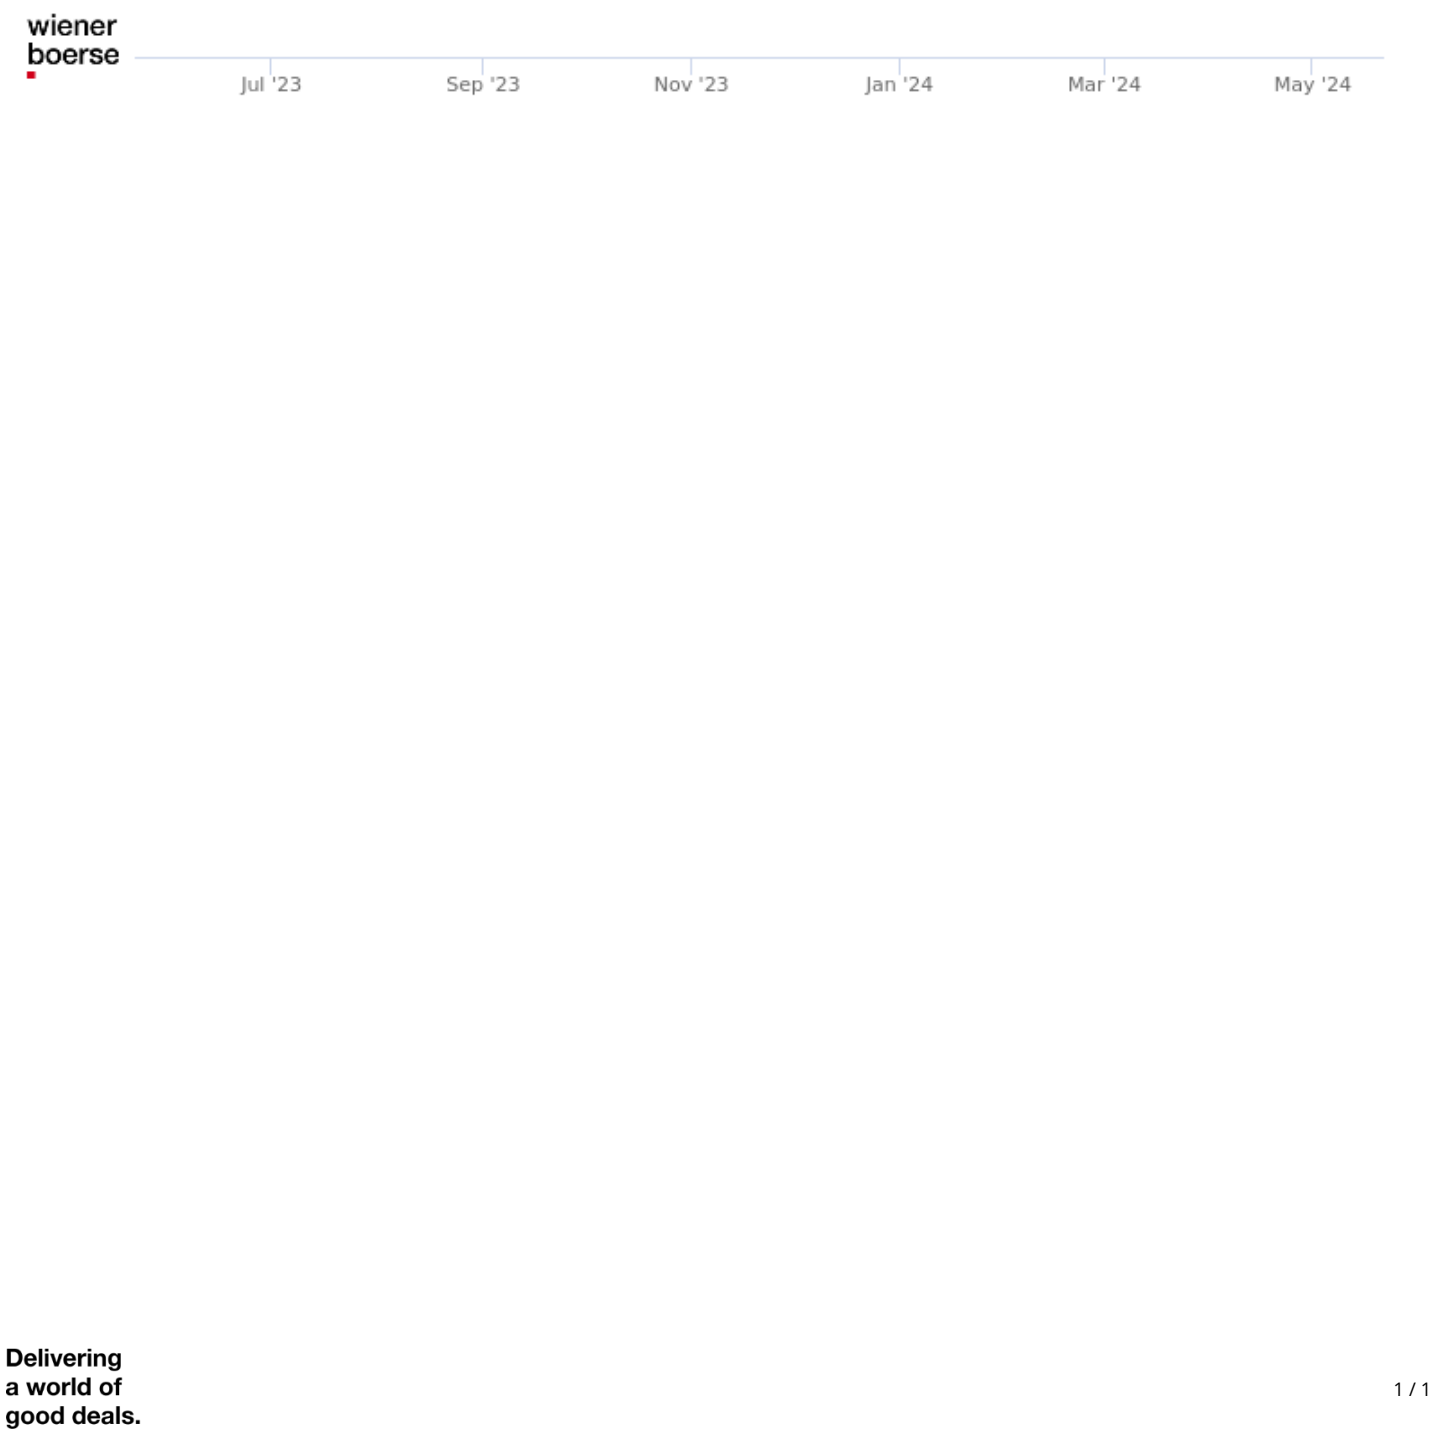 wiener
boerse
Jul '23 Sep '23 Nov '23 Jan '24 Mar '24 May '24
Delivering
a world of
good deals.
1 / 1